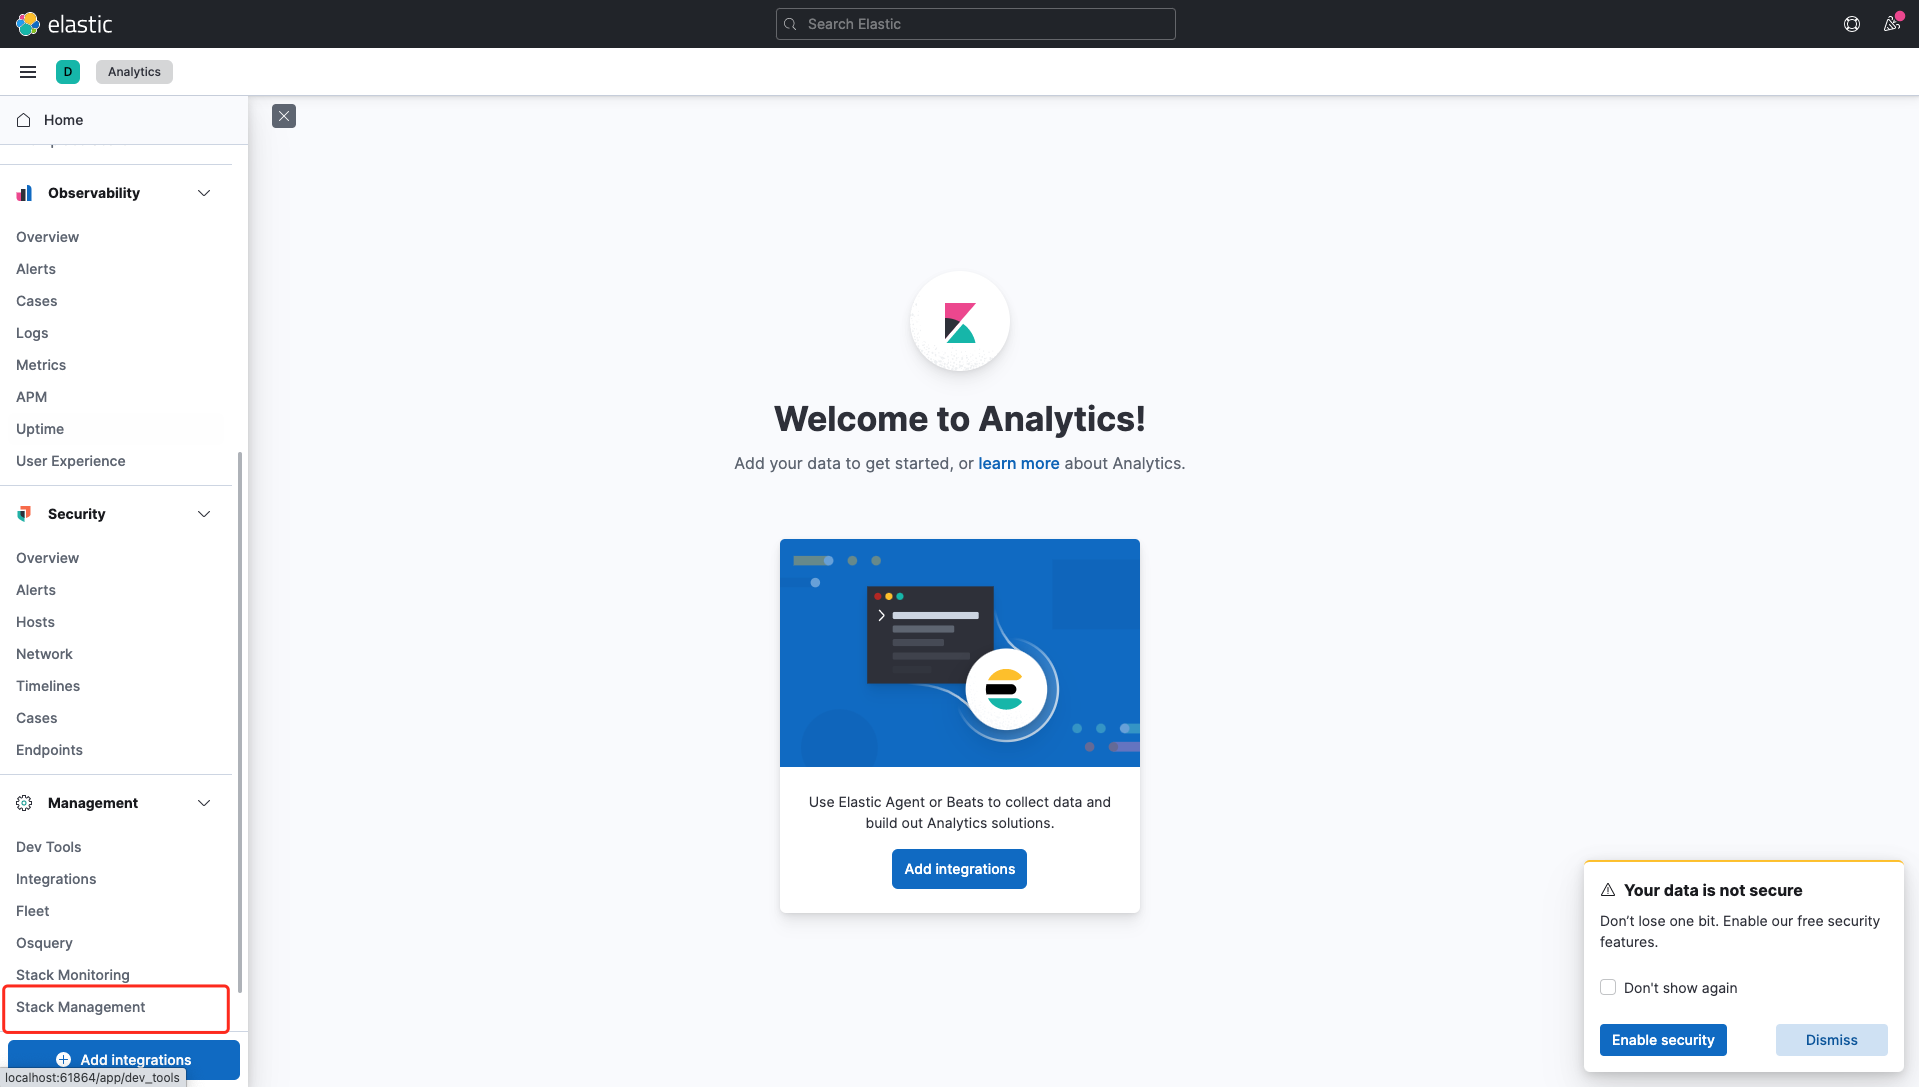 elastic
Search Elastic
D
Analytics
Home
Observability
Overview
Alerts
Cases
Logs
Metrics
APM
Uptime
User Experience
Security
Overview
Alerts
Hosts
Network
Timelines
Cases
Endpoints
Management
Dev Tools
Integrations
Fleet
Osquery
Stack Monitoring
Stack Management
Add integrations
localhost:61864/app/dev_tools
Welcome to Analytics!
Add your data to get started, or learn more about Analytics.
Use Elastic Agent or Beats to collect data and
build out Analytics solutions.
Add integrations
Your data is not secure
Don’t lose one bit. Enable our free security
features.
Don't show again
Enable security
Dismiss